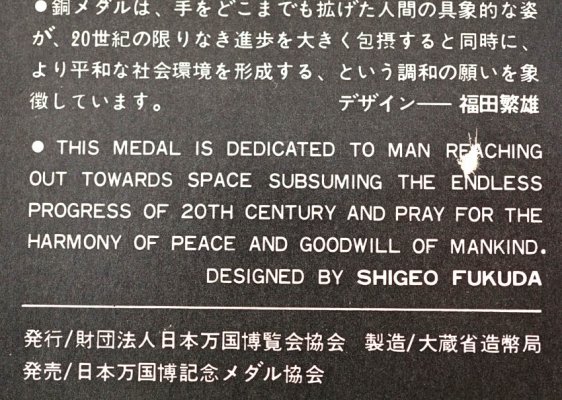 ●銅メダルは、手をどこまでも拡げた人間の具象的な姿
が、20世紀の限りなき進歩を大きく包摂すると同時に、
より平和な社会環境を形成する、という調和の願いを象
徴しています。 デザイン── 福田繁雄
● THIS MEDAL IS DEDICATED TO MAN REACHING
OUT TOWARDS SPACE SUBSUMING THE ENDLESS
PROGRESS OF 20TH CENTURY AND PRAY FOR THE
HARMONY OF PEACE AND GOODWILL OF MANKIND.
DESIGNED BY SHIGEO FUKUDA
発行/財団法人日本万国博覧会協会 製造/大蔵省造幣局
発売/日本万国博記念メダル協会